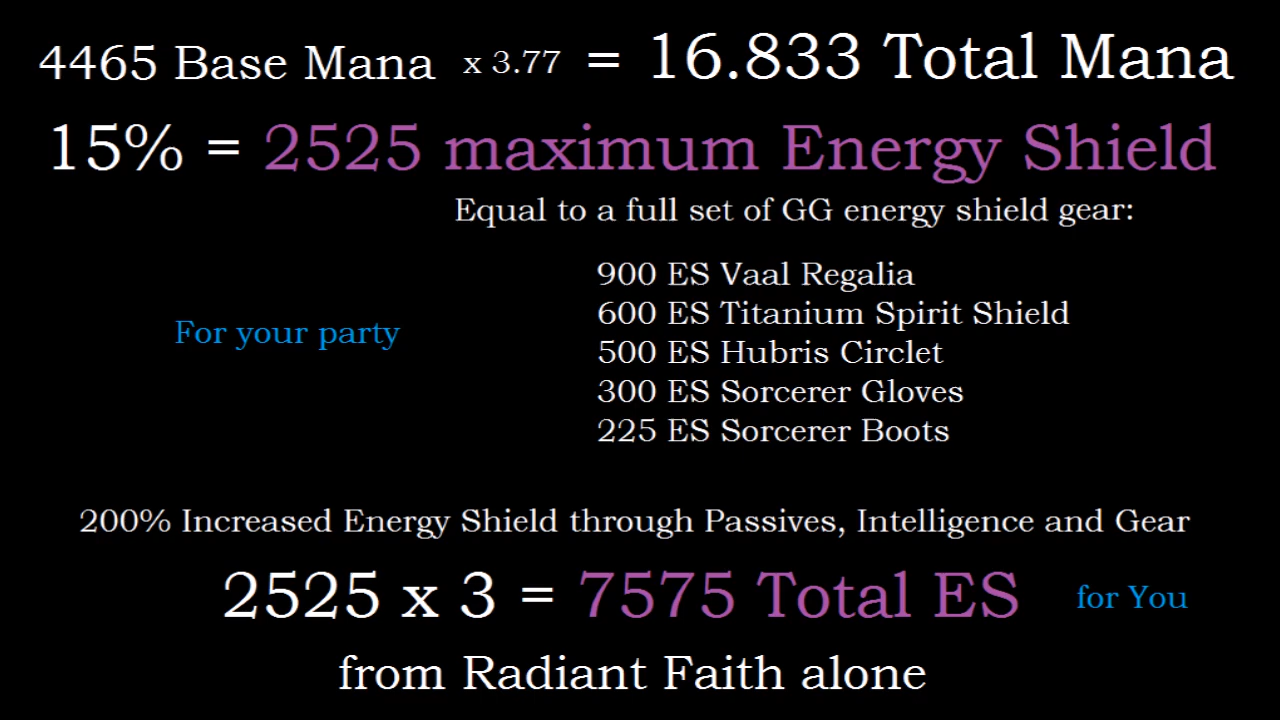 4465 Base Mana x 3.77 = 16.833 Total Mana
15% = 2525 maximum Energy Shield
Equal to a full set of GG energy shield gear:
900 ES Vaal Regalia
600 ES Titanium Spirit Shield
For your party
500 ES Hubris Circlet
300 ES Sorcerer Gloves
225 ES Sorcerer Boots
200% Increased Energy Shield through Passives, Intelligence and Gear
2525 x 3 = 7575 Total ES for You
from Radiant Faith alone